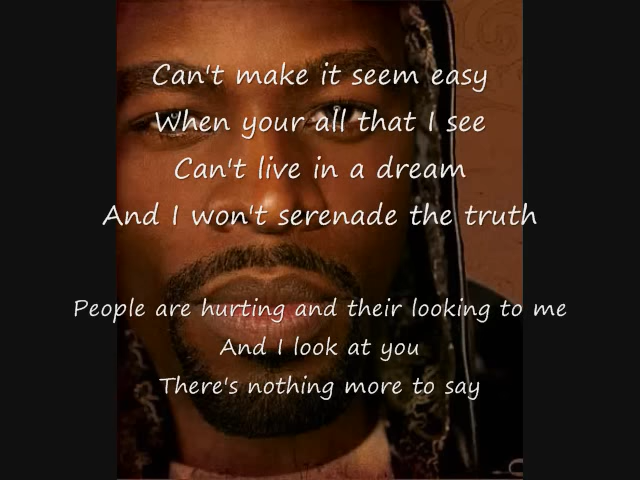 Can't make it seem easy
When your all that I see
Can't live in a dream
And I won't serenade the truth
People are hurting and their looking to me
And I look at you
There's nothing more to say